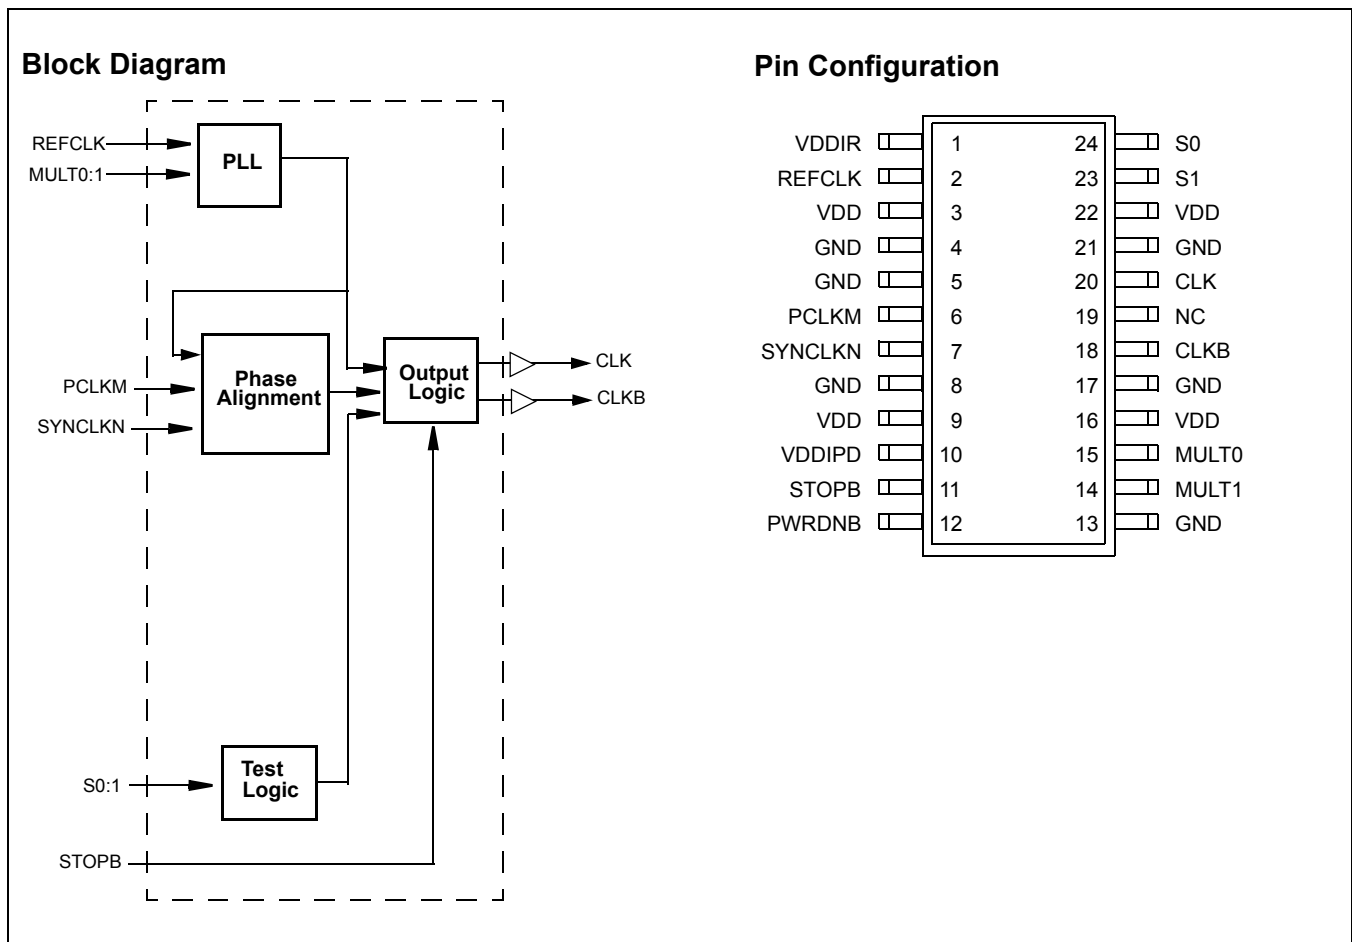 Block Diagram
REFCLK
MULT0:1
PLL
PCLKM
SYNCLKN
Phase
Alignment
Output
Logic
CLK
CLKB
S0:1
Test
Logic
STOPB
Pin Configuration
VDDIR 1 24 S0
REFCLK 2 23 S1
VDD 3 22 VDD
GND 4 21 GND
GND 5 20 CLK
PCLKM 6 19 NC
SYNCLKN 7 18 CLKB
GND 8 17 GND
VDD 9 16 VDD
VDDIPD 10 15 MULT0
STOPB 11 14 MULT1
PWRDNB 12 13 GND